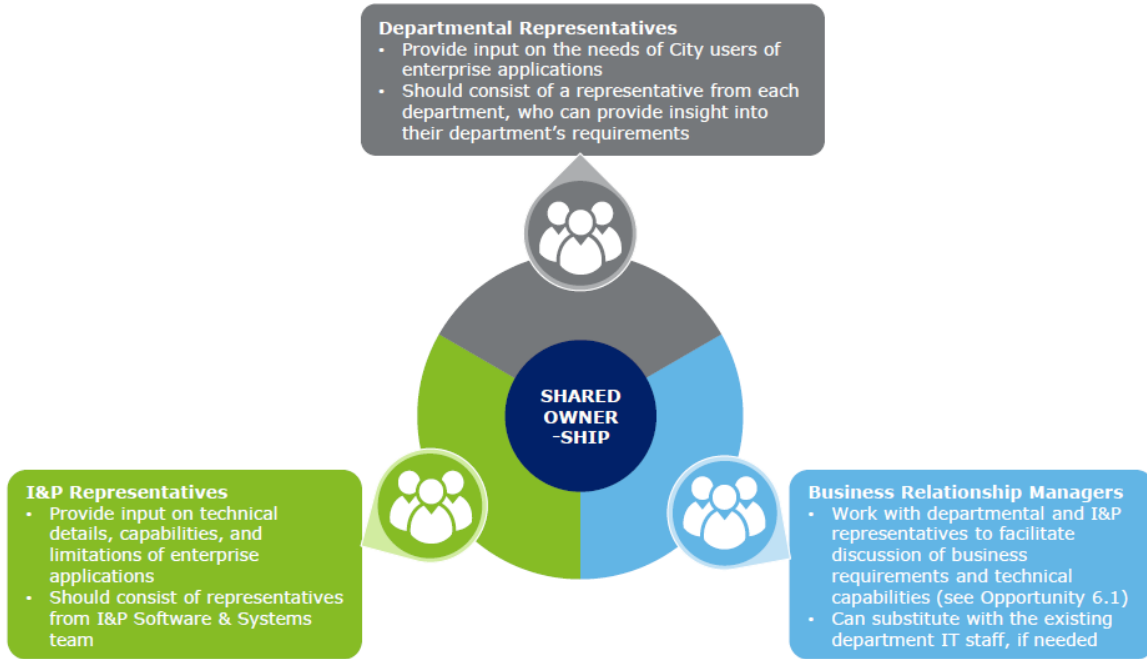 Departmental Representatives
• Provide input on the needs of City users of
enterprise applications
• Should consist of a representative from each
department, who can provide insight into
their department's requirements
SHARED
OWNER
-SHIP
I&P Representatives
• Provide input on technical
details, capabilities, and
limitations of enterprise
applications
• Should consist of representatives
from I&P Software & Systems
team
Business Relationship Managers
• Work with departmental and I&P
representatives to facilitate
discussion of business
requirements and technical
capabilities (see Opportunity 6.1)
• Can substitute with the existing
department IT staff, if needed